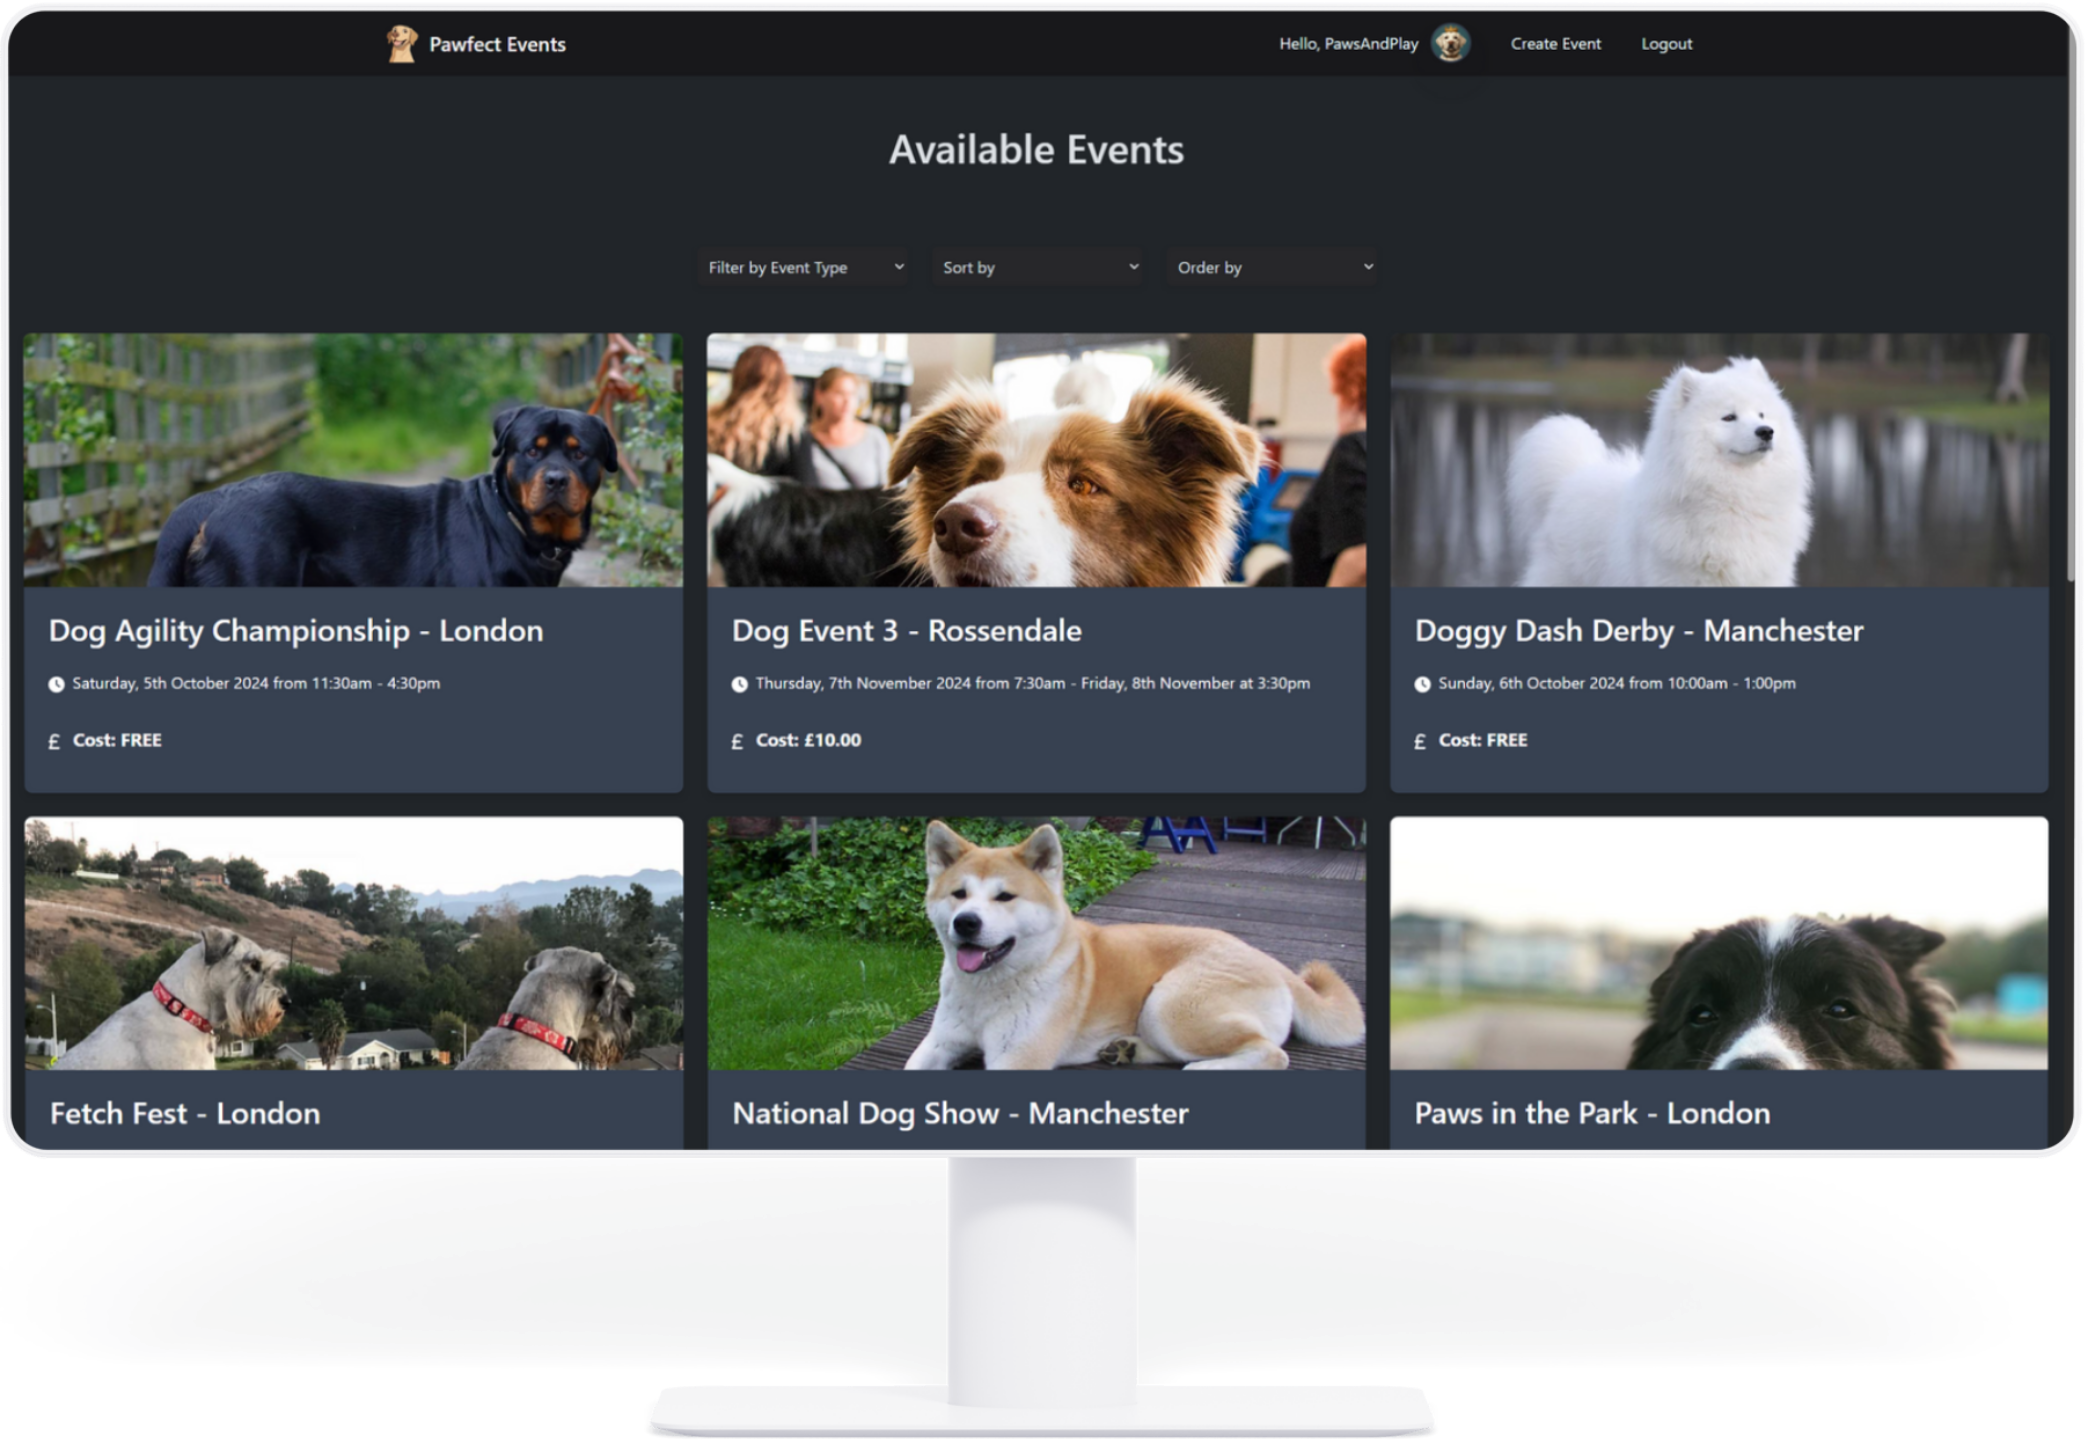 Pawfect Events
Hello, PawsAndPlay
Create Event
Logout
Available Events
Filter by Event Type
Sort by
Order by
Dog Agility Championship - London
Saturday, 5th October 2024 from 11:30am - 4:30pm
£ Cost: FREE
Dog Event 3 - Rossendale
Thursday, 7th November 2024 from 7:30am - Friday, 8th November at 3:30pm
£ Cost: £10.00
Doggy Dash Derby - Manchester
Sunday, 6th October 2024 from 10:00am - 1:00pm
£ Cost: FREE
Fetch Fest - London
National Dog Show - Manchester
Paws in the Park - London